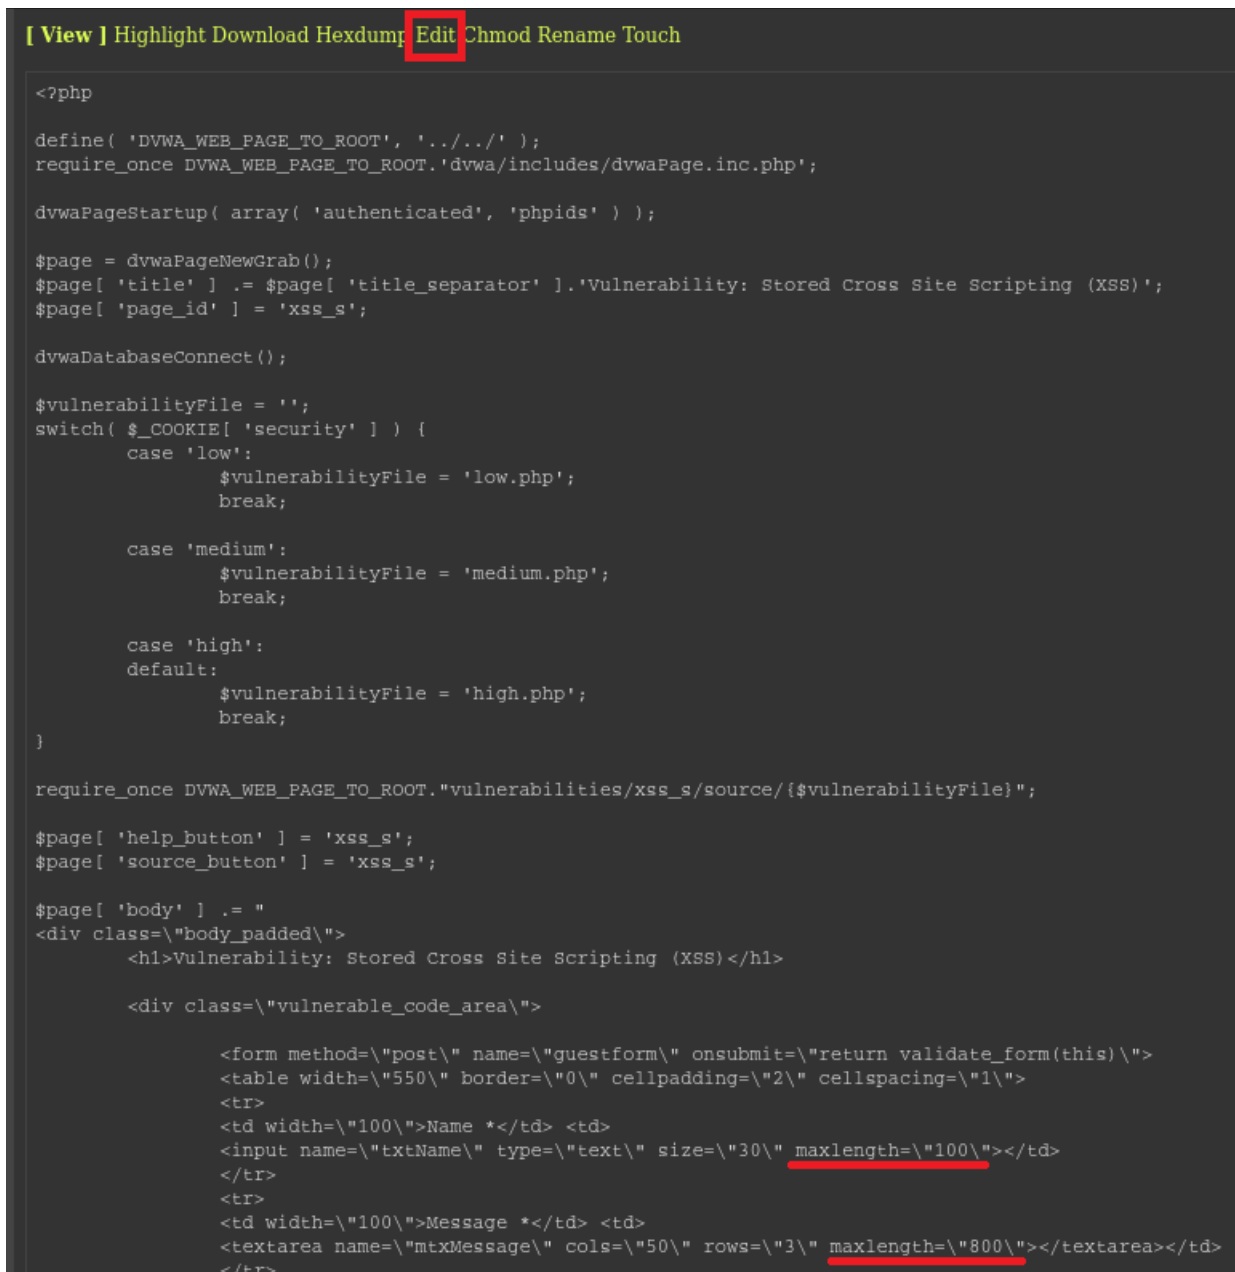 [ View ] Highlight Download Hexdump Edit Chmod Rename Touch
<?php
define( 'DVWA_WEB_PAGE_TO_ROOT', '../../' );
require_once DVWA_WEB_PAGE_TO_ROOT.'dvwa/includes/dvwaPage.inc.php';
dvwaPageStartup( array( 'authenticated', 'phpids' ) );
$page = dvwaPageNewGrab();
$page[ 'title' ] .= $page[ 'title_separator' ].'Vulnerability: Stored Cross Site Scripting (XSS)';
$page[ 'page_id' ] = 'xss_s';
dvwaDatabaseConnect();
$vulnerabilityFile = '';
switch( $_COOKIE[ 'security' ] ) {
case 'low':
$vulnerabilityFile = 'low.php';
break;
case 'medium':
$vulnerabilityFile = 'medium.php';
break;
case 'high':
default:
$vulnerabilityFile = 'high.php';
break;
}
require_once DVWA_WEB_PAGE_TO_ROOT."vulnerabilities/xss_s/source/{$vulnerabilityFile}";
$page[ 'help_button' ] = 'xss_s';
$page[ 'source_button' ] = 'xss_s';
$page[ 'body' ] .= "
<div class=\"body_padded\">
<h1>Vulnerability: Stored Cross Site Scripting (XSS)</h1>
<div class=\"vulnerable_code_area\">
<form method=\"post\" name=\"guestform\" onsubmit=\"return validate_form(this)\">
<table width=\"550\" border=\"0\" cellpadding=\"2\" cellspacing=\"1\">
<tr>
<td width=\"100\">Name *</td> <td>
<input name=\"txtName\" type=\"text\" size=\"30\" maxlength=\"100\"></td>
</tr>
<tr>
<td width=\"100\">Message *</td> <td>
<textarea name=\"mtxMessage\" cols=\"50\" rows=\"3\" maxlength=\"800\"></textarea></td>
</tr>